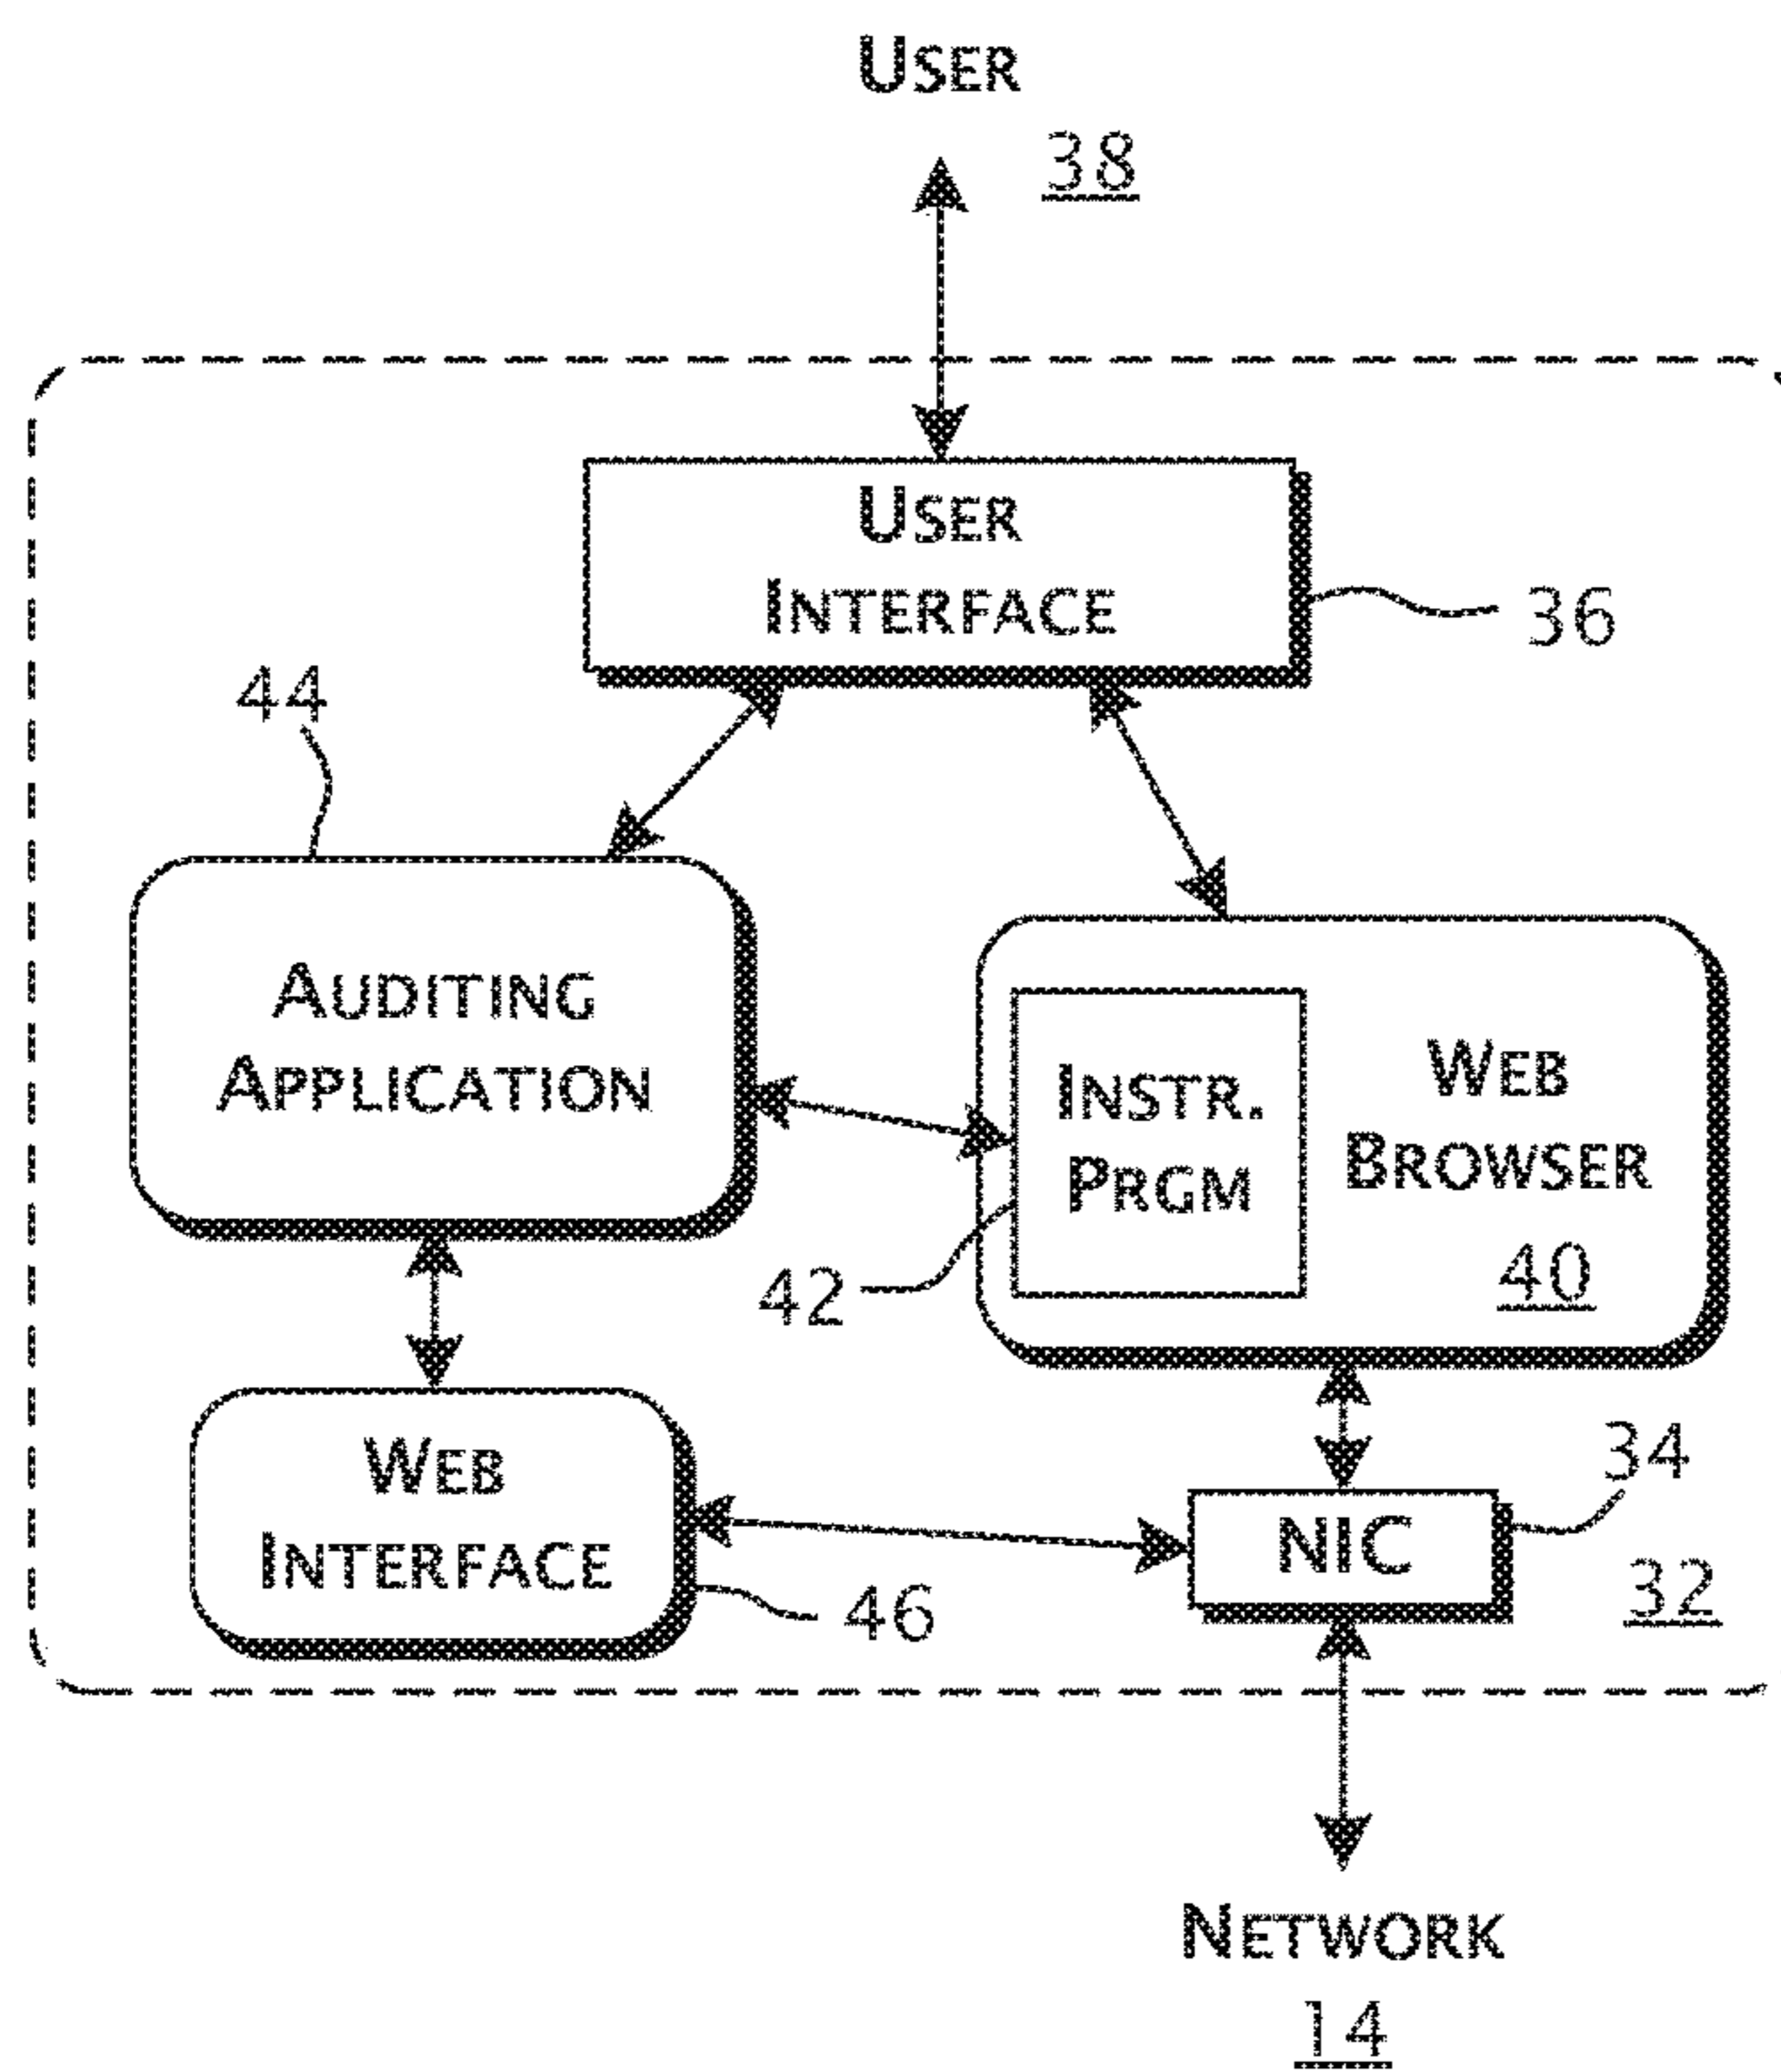 USER
38
USER
INTERFACE
36
44
AUDITING
APPLICATION
INSTR.
PRGM
WEB
BROWSER
40
42
WEB
INTERFACE
46
NIC
34
32
NETWORK
14